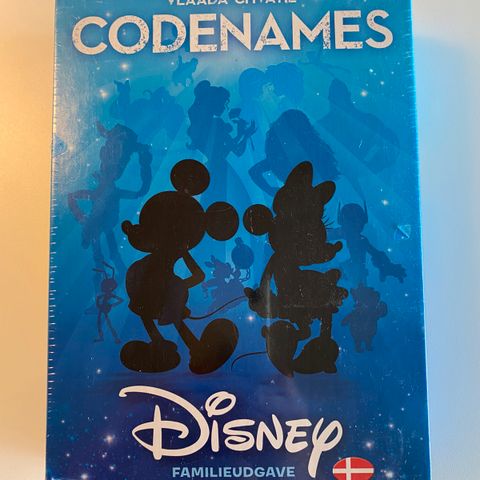 VLAADA CHVÁTIL
CODENAMES
Disney
FAMILIEUDGAVE